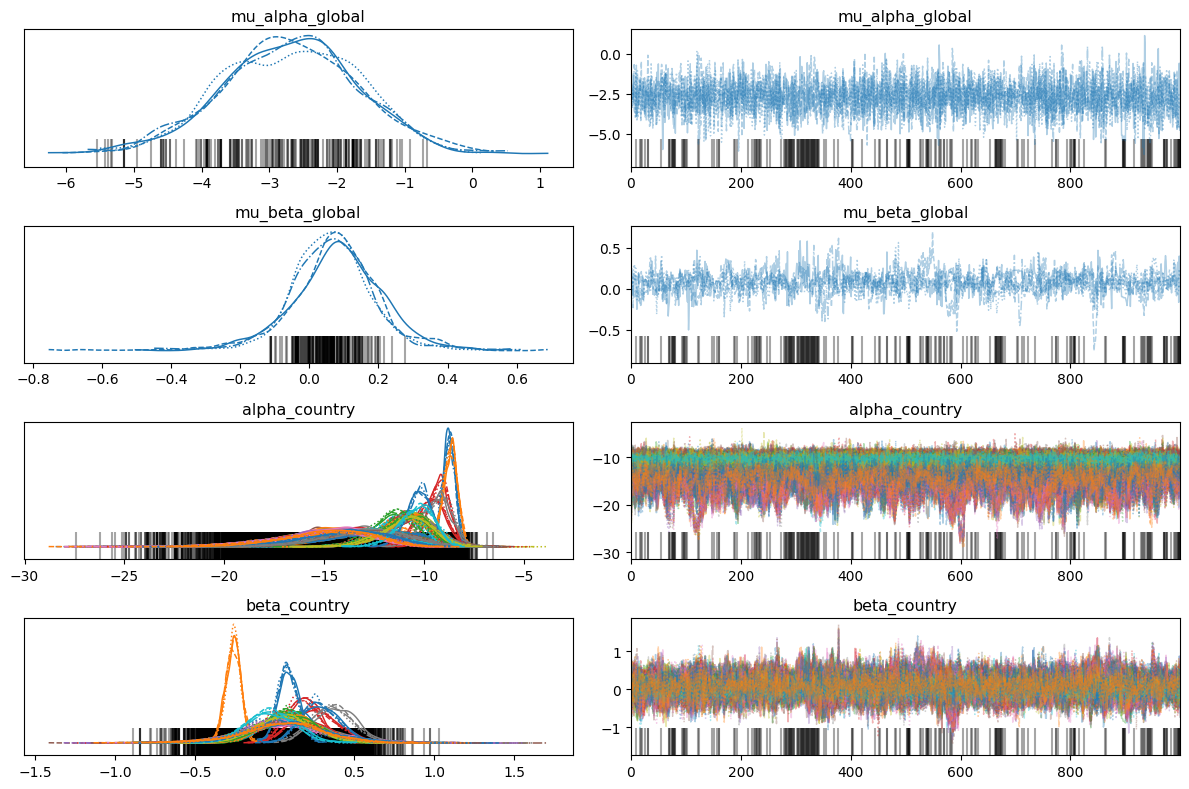 mu_alpha_global
mu_alpha_global
0.0
−2.5
−5.0
−6 −5 −4 −3 −2 −1 0 1
0 200 400 600 800
mu_beta_global
mu_beta_global
0.5
0.0
−0.5
−0.8 −0.6 −0.4 −0.2 0.0 0.2 0.4 0.6
0 200 400 600 800
alpha_country
alpha_country
−10
−20
−30
−30 −25 −20 −15 −10 −5
0 200 400 600 800
beta_country
beta_country
1
0
−1
−1.5 −1.0 −0.5 0.0 0.5 1.0 1.5
0 200 400 600 800